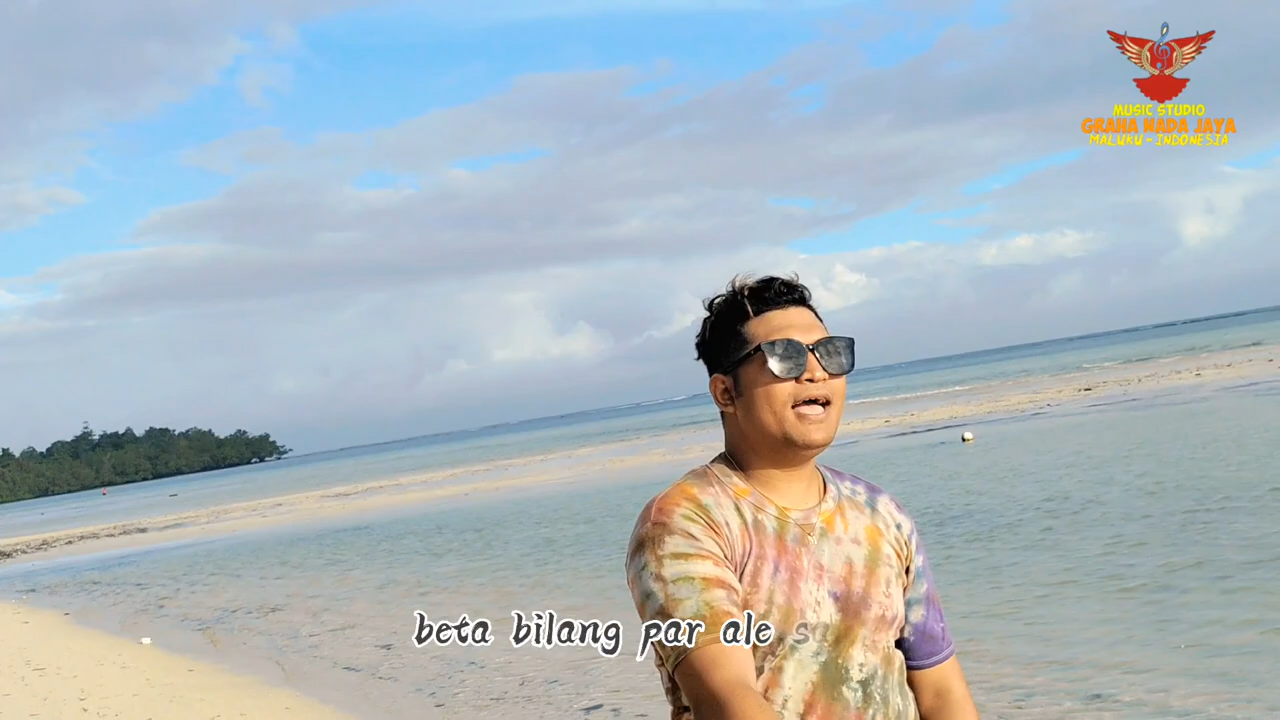 MUSIC STUDIO
GRAHA NADA JAYA
MALUKU - INDONESIA
beta bilang par ale